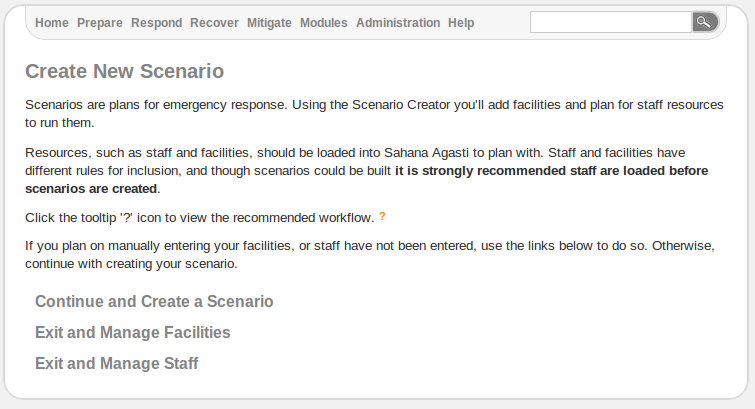 Home Prepare Respond Recover Mitigate Modules Administration Help
Create New Scenario
Scenarios are plans for emergency response. Using the Scenario Creator you'll add facilities and plan for staff resources
to run them.
Resources, such as staff and facilities, should be loaded into Sahana Agasti to plan with. Staff and facilities have
different rules for inclusion, and though scenarios could be built it is strongly recommended staff are loaded before
scenarios are created.
Click the tooltip '?' icon to view the recommended workflow. ?
If you plan on manually entering your facilities, or staff have not been entered, use the links below to do so. Otherwise,
continue with creating your scenario.
Continue and Create a Scenario
Exit and Manage Facilities
Exit and Manage Staff